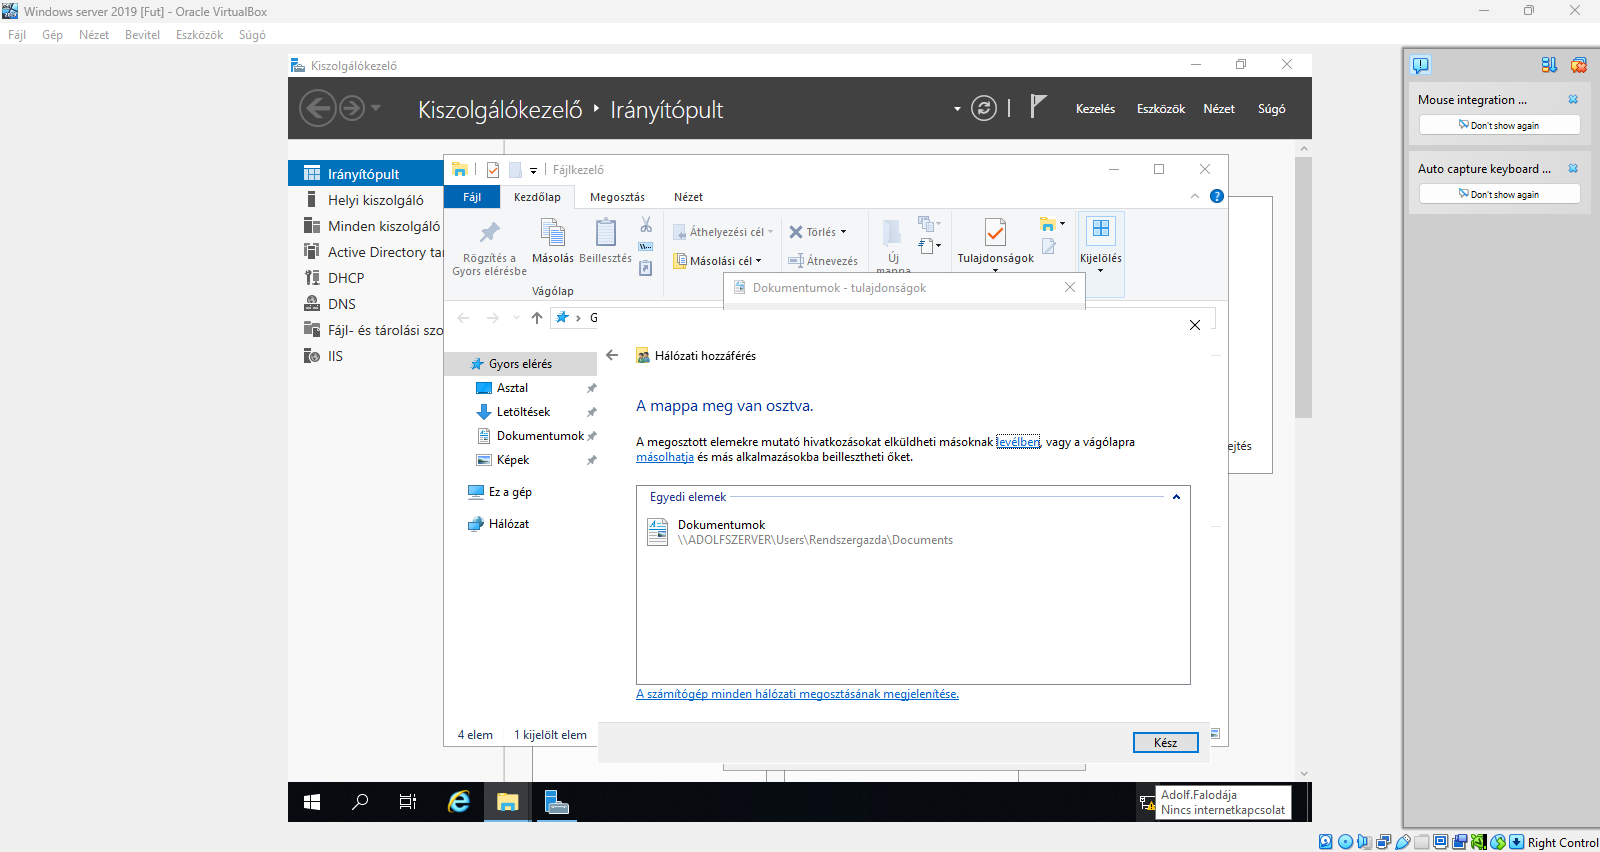 Windows server 2019 [Fut] - Oracle VirtualBox
Fájl Gép Nézet Bevitel Eszközök Súgó
Kiszolgálókezelő
Kiszolgálókezelő Irányítópult
Kezelés Eszközök Nézet Súgó
Irányítópult
Helyi kiszolgáló
Minden kiszolgáló
Active Directory tar
DHCP
DNS
Fájl- és tárolási szo
IIS
Fájlkezelő
Fájl Kezdőlap Megosztás Nézet
Rögzítés a
Gyors elérésbe
Másolás
Beillesztés
Vágólap
Áthelyezési cél
Másolási cél
Törlés
Átnevezés
Új
mappa
Tulajdonságok
Kijelölés
Dokumentumok - tulajdonságok
G
Gyors elérés
Asztal
Letöltések
Dokumentumok
Képek
Ez a gép
Hálózat
4 elem 1 kijelölt elem
Hálózati hozzáférés
A mappa meg van osztva.
A megosztott elemekre mutató hivatkozásokat elküldheti másoknak levélben, vagy a vágólapra
másolhatja és más alkalmazásokba beillesztheti őket.
Egyedi elemek
Dokumentumok
\\ADOLFSZERVER\Users\Rendszergazda\Documents
A számítógép minden hálózati megosztásának megjelenítése.
Kész
ejtés
Adolf.Falodája
Nincs internetkapcsolat
Mouse integration ...
Don't show again
Auto capture keyboard ...
Don't show again
Right Control